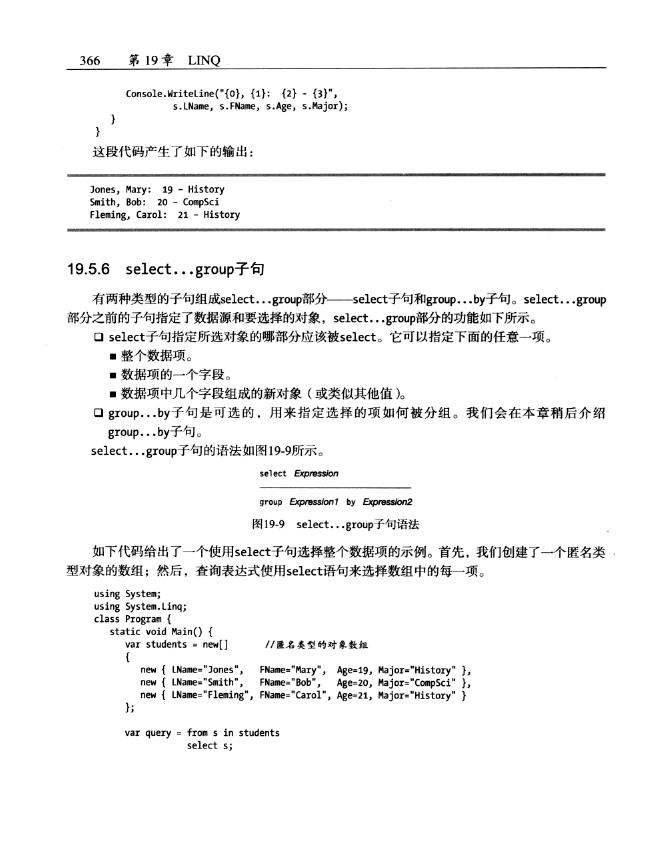 366 第19章 LINQ
Console.WriteLine("{0}, {1}: {2} - {3}",
s.LName, s.FName, s.Age, s.Major);
}
}
这段代码产生了如下的输出：
Jones, Mary: 19 - History
Smith, Bob: 20 - CompSci
Fleming, Carol: 21 - History
19.5.6 select...group子句
有两种类型的子句组成select...group部分——select子句和group...by子句。select...group
部分之前的子句指定了数据源和要选择的对象，select...group部分的功能如下所示。
❑ select子句指定所选对象的哪部分应该被select。它可以指定下面的任意一项。
■ 整个数据项。
■ 数据项的一个字段。
■ 数据项中几个字段组成的新对象（或类似其他值）。
❑ group...by子句是可选的，用来指定选择的项如何被分组。我们会在本章稍后介绍
group...by子句。
select...group子句的语法如图19-9所示。
select Expression
group Expression1 by Expression2
图19-9 select...group子句语法
如下代码给出了一个使用select子句选择整个数据项的示例。首先，我们创建了一个匿名类
型对象的数组；然后，查询表达式使用select语句来选择数组中的每一项。
using System;
using System.Linq;
class Program {
static void Main() {
var students = new[] //匿名类型的对象数组
{
new { LName="Jones", FName="Mary", Age=19, Major="History" },
new { LName="Smith", FName="Bob", Age=20, Major="CompSci" },
new { LName="Fleming", FName="Carol", Age=21, Major="History" }
};
var query = from s in students
select s;